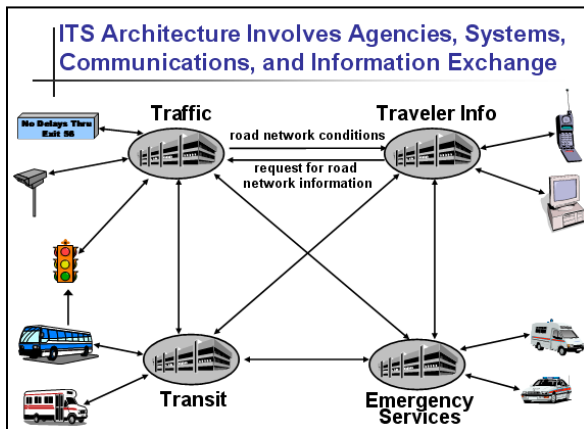 ITS Architecture Involves Agencies, Systems,
Communications, and Information Exchange
No Delays Thru
Exit 56
Traffic
Traveler Info
road network conditions
request for road
network information
Transit
Emergency
Services